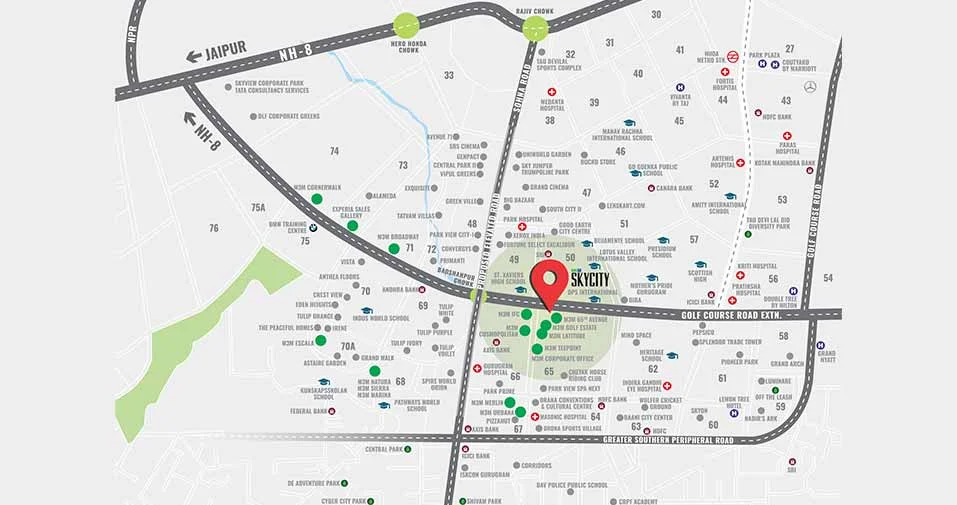 RAJIV CHOWK
30
27
NPR
JAIPUR
NH-8
HERO HONDA
CHOWK
31
32
41
HUDA
METRO STN.
PARK PLAZA
COUTYARD
BY MARRIOTT
TAU DEVILAL
SPORTS COMPLEX
33
40
FORTIS
HOSPITAL
SKYVIEW CORPORATE PARK
TATA CONSULTANCY SERVICES
SOHNA ROAD
MEDANTA
HOSPITAL
39
VIVANTA
BY TAJ
44
43
DLF CORPORATE GREENS
38
45
HDFC BANK
NH-8
MANAV RACHNA
INTERNATIONAL SCHOOL
AVENUE 71
SRS CINEMA
PARAS
HOSPITAL
74
GENPACT
UNIWORLD GARDEN
46
BUCKD STORE
73
CENTRAL PARK II
VIPUL GREENS
SKY JUMPER
TRUMPOLINE PARK
GD GOENKA PUBLIC
SCHOOL
ARTEMIS
HOSPITAL
KOTAK MAHINDRA BANK
M3M CORNERWALK
EXQUISITE
GRAND CINEMA
47
CANARA BANK
52
ALAMEDA
GREEN VILLE
BIG BAZAAR
LENSKART.COM
AMITY INTERNATIONAL
SCHOOL
53
75A
EXPERIA SALES
GALLERY
TATVAM VILLAS
SOUTH CITY II
PARK HOSPITAL
TAU DEVI LAL BIO
DIVERSITY PARK
76
BMW TRAINING
CENTRE
75
M3M BROADWAY
71
PARK VIEW CITY-I
48
XEROX INDIA
GOOD EARTH
CITY CENTRE
51
57
72
CONVERGYS
FORTUNE SELECT EXCALIBUR
BLUEMENTE SCHOOL
PRESIDIUM
SCHOOL
GOLF COURSE ROAD
VISTA
PRIMANTI
PROPOSED ELEVATED ROAD
49
50
LOTUS VALLEY
INTERNATIONAL SCHOOL
SCOTTISH
HIGH
KRITI HOSPITAL
56
BADSHAHPUR
CHOWK
ST. XAVIERS
HIGH SCHOOL
SKYCITY
DPS INTERNATIONAL
MOTHER'S PRIDE
GURUGRAM
PRATIKSHA
HOSPITAL
54
ANTHEA FLOORS
70
ANDHRA BANK
69
CREST VIEW
GIBA
ICICI BANK
DOUBLE TREE
BY HILTON
EDEN HEIGHTS
INDUS WORLD SCHOOL
TULIP
WHITE
M3M IFC
M3M 65TH AVENUE
GOLF COURSE ROAD EXTN.
TULIP ORANGE
THE PEACEFUL HOMES
IRENE
TULIP PURPLE
M3M
COSMOPOLITAN
M3M GOLF ESTATE
M3M LATITUDE
MIND SPACE
PEPSICO
58
M3M ESCALA
70A
TULIP IVORY
TULIP
VOILET
AXIS BANK
M3M TEEPOINT
SPLENDOR TRADE TOWER
GRAND
HYATT
ASTAIRE GARDEN
GRAND WALK
M3M CORPORATE OFFICE
HERITAGE
SCHOOL
PIONEER PARK
GRAND ARCH
M3M NATURA
M3M SIERRA
M3M MARINA
68
SPIRE WORLD
ORION
GURUGRAM
HOSPITAL
66
65
CHETAK HORSE
RIDING CLUB
62
61
KUNSKAPSSKOLAN
SCHOOL
PARK PRIME
PARK VIEW SPA NEXT
INDIRA GANDHI
EYE HOSPITAL
LUMINARE
OFF THE LEASH
FEDERAL BANK
PATHWAYS WORLD
SCHOOL
M3M MERLIN
DBANA CONVENTIONS
& CULTURAL CENTRE
HDFC BANK
WOLFER CRICKET
GROUND
LEMON TREE
HOTEL
59
M3M URBANA
PIZZAHUT
MASONIC HOSPITAL
64
BAANI CITY CENTER
SKYON
NADIR'S ARK
AXIS BANK
67
DRONA SPORTS VILLAGE
63
HDFC
60
GREATER SOUTHERN PERIPHERAL ROAD
CENTRAL PARK
ICICI BANK
ISKCON GURUGRAM
CORRIDORS
SBI
DE ADVENTURE PARK
DAV POLICE PUBLIC SCHOOL
CYBER CITY PARK
SHIVAM PARK
CRPF ACADEMY